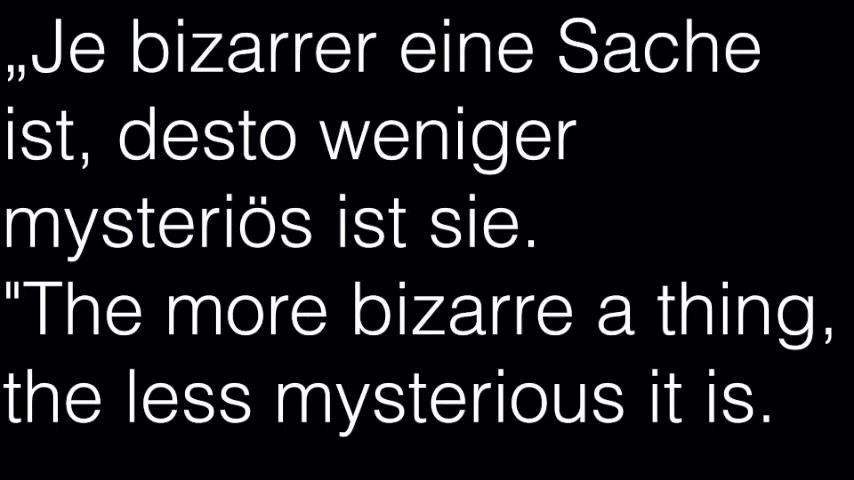 „Je bizarrer eine Sache
ist, desto weniger
mysteriös ist sie.
"The more bizarre a thing,
the less mysterious it is.